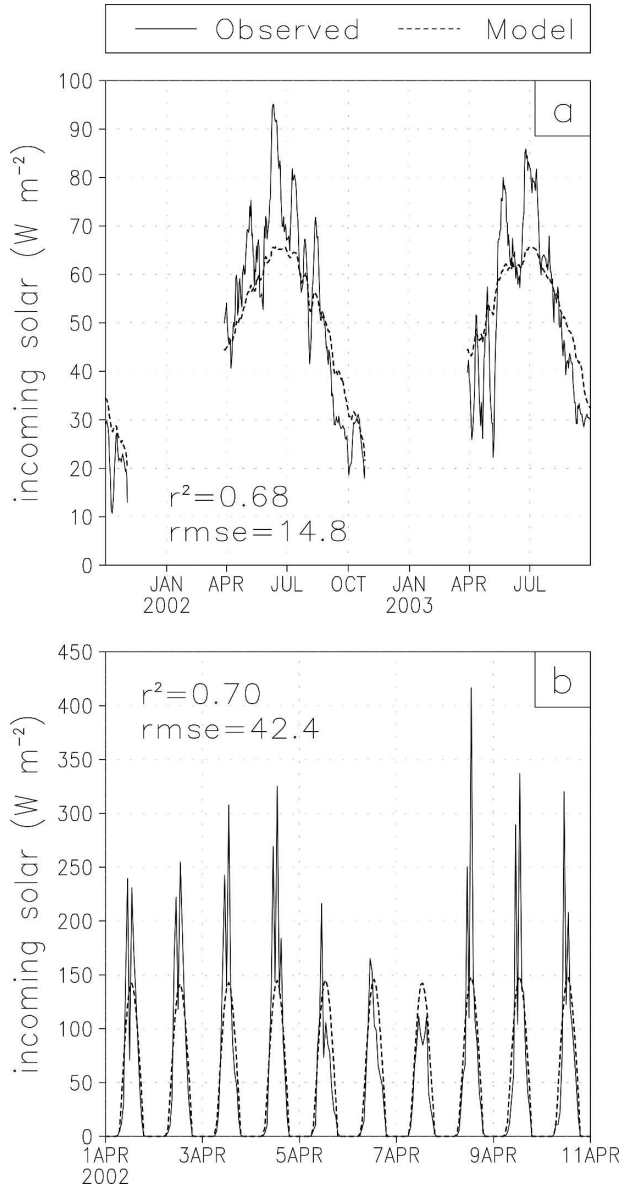 Observed Model
a
incoming solar (W m⁻²)
100
90
80
70
60
50
40
30
20
10
0
r²=0.68
rmse=14.8
JAN APR JUL OCT JAN APR JUL
2002 2003
b
incoming solar (W m⁻²)
450
400
350
300
250
200
150
100
50
0
r²=0.70
rmse=42.4
1APR 3APR 5APR 7APR 9APR 11APR
2002